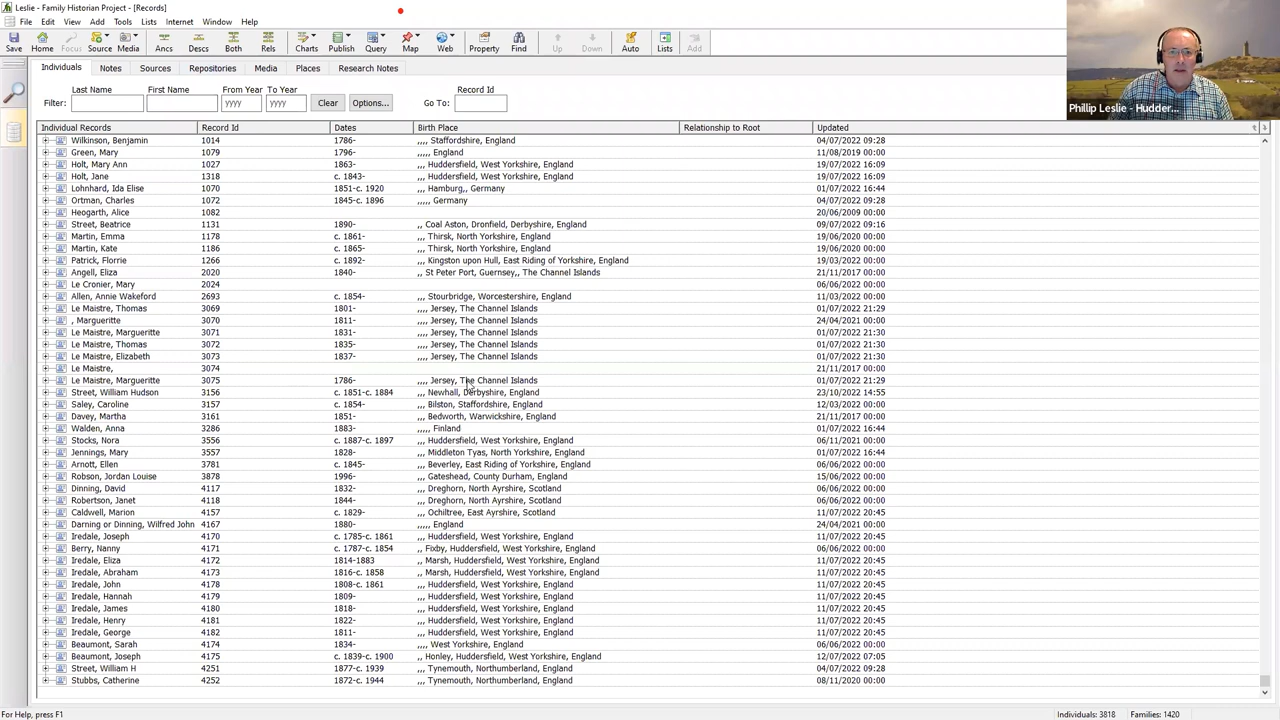 Leslie - Family Historian Project - [Records]
File Edit View Add Tools Lists Internet Window Help
Save Home Focus Source Media Ancs Descs Both Rels Charts Publish Query Map Web Property Find Up Down Auto Lists Add
Individuals Notes Sources Repositories Media Places Research Notes
Last Name First Name From Year To Year Record Id
Filter: yyyy yyyy Clear Options... Go To:
Individual Records Record Id Dates Birth Place Relationship to Root Updated
Wilkinson, Benjamin 1014 1786- ,,,, Staffordshire, England 04/07/2022 09:28
Green, Mary 1079 1796- ,,,,, England 11/08/2019 00:00
Holt, Mary Ann 1027 1863- ,,, Huddersfield, West Yorkshire, England 19/07/2022 16:09
Holt, Jane 1318 c. 1843- ,,, Huddersfield, West Yorkshire, England 19/07/2022 16:09
Lohnhard, Ida Elise 1070 1851-c. 1920 ,,, Hamburg,, Germany 01/07/2022 16:44
Ortman, Charles 1072 1845-c. 1896 ,,,,, Germany 04/07/2022 09:28
Heogarth, Alice 1082 20/06/2009 00:00
Street, Beatrice 1131 1890- ,, Coal Aston, Dronfield, Derbyshire, England 09/07/2022 09:16
Martin, Emma 1178 c. 1861- ,,, Thirsk, North Yorkshire, England 19/06/2020 00:00
Martin, Kate 1186 c. 1865- ,,, Thirsk, North Yorkshire, England 19/06/2020 00:00
Patrick, Florrie 1266 c. 1892- ,,, Kingston upon Hull, East Riding of Yorkshire, England 19/03/2017 00:00
Angell, Eliza 2020 1840- ,, St Peter Port, Guernsey,, The Channel Islands 21/11/2017 00:00
Le Cronier, Mary 2024 06/06/2022 00:00
Allen, Annie Wakeford 2693 c. 1854- ,,, Stourbridge, Worcestershire, England 11/03/2022 00:00
Le Maistre, Thomas 3069 1801- ,,,, Jersey, The Channel Islands 01/07/2022 21:29
, Margueritte 3070 1811- ,,,, Jersey, The Channel Islands 24/04/2021 00:00
Le Maistre, Margueritte 3071 1831- ,,,, Jersey, The Channel Islands 01/07/2022 21:30
Le Maistre, Thomas 3072 1835- ,,,, Jersey, The Channel Islands 01/07/2022 21:30
Le Maistre, Elizabeth 3073 1837- ,,,, Jersey, The Channel Islands 01/07/2022 21:30
Le Maistre, 3074 21/11/2017 00:00
Le Maistre, Margueritte 3075 1786- ,,,, Jersey, The Channel Islands 01/07/2022 21:29
Street, William Hudson 3156 c. 1851-c. 1884 ,,, Newhall, Derbyshire, England 23/10/2022 14:55
Saley, Caroline 3157 c. 1854- ,,, Bilston, Staffordshire, England 12/03/2022 00:00
Davey, Martha 3161 1851- ,,, Bedworth, Warwickshire, England 21/11/2017 00:00
Walden, Anna 3286 1883- ,,,,, Finland 01/07/2022 16:44
Stocks, Nora 3556 c. 1887-c. 1897 ,,, Huddersfield, West Yorkshire, England 06/11/2021 00:00
Jennings, Mary 3557 1828- ,,, Middleton Tyas, North Yorkshire, England 01/07/2022 16:44
Arnott, Ellen 3781 c. 1845- ,,, Beverley, East Riding of Yorkshire, England 06/06/2022 00:00
Robson, Jordan Louise 3878 1996- ,,, Gateshead, County Durham, England 15/06/2022 00:00
Dinning, David 4117 1832- ,,, Dreghorn, North Ayrshire, Scotland 06/06/2022 00:00
Robertson, Janet 4118 1844- ,,, Dreghorn, North Ayrshire, Scotland 06/06/2022 00:00
Caldwell, Marion 4157 c. 1829- ,,, Ochiltree, East Ayrshire, Scotland 11/07/2022 20:45
Darning or Dinning, Wilfred John 4167 1880- ,,,,, England 24/04/2021 00:00
Iredale, Joseph 4170 c. 1785-c. 1861 ,,, Huddersfield, West Yorkshire, England 11/07/2022 20:45
Berry, Nanny 4171 c. 1787-c. 1854 ,, Fixby, Huddersfield, West Yorkshire, England 06/06/2022 00:00
Iredale, Eliza 4172 1814-1883 ,, Marsh, Huddersfield, West Yorkshire, England 11/07/2022 20:45
Iredale, Abraham 4173 1816-c. 1858 ,, Marsh, Huddersfield, West Yorkshire, England 11/07/2022 20:45
Iredale, John 4178 1808-c. 1861 ,,, Huddersfield, West Yorkshire, England 11/07/2022 20:45
Iredale, Hannah 4179 1809- ,,, Huddersfield, West Yorkshire, England 11/07/2022 20:45
Iredale, James 4180 1818- ,,, Huddersfield, West Yorkshire, England 11/07/2022 20:45
Iredale, Henry 4181 1822- ,,, Huddersfield, West Yorkshire, England 11/07/2022 20:45
Iredale, George 4182 1811- ,,, Huddersfield, West Yorkshire, England 11/07/2022 20:45
Beaumont, Sarah 4174 1834- ,,,, West Yorkshire, England 06/06/2022 00:00
Beaumont, Joseph 4175 c. 1839-c. 1900 ,, Honley, Huddersfield, West Yorkshire, England 12/07/2022 07:05
Street, William H 4251 1877-c. 1939 ,,, Tynemouth, Northumberland, England 04/07/2022 09:28
Stubbs, Catherine 4252 1872-c. 1944 ,,, Tynemouth, Northumberland, England 08/11/2020 00:00
For Help, press F1 Individuals: 3818 Families: 1420
Phillip Leslie - Hudder...